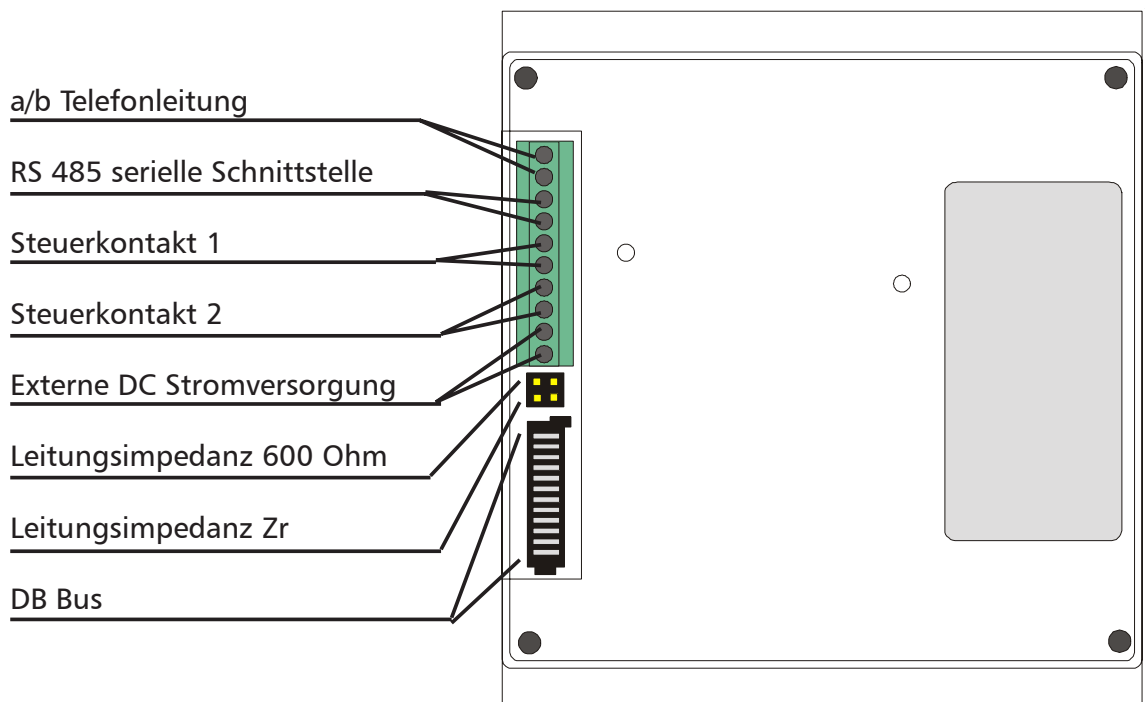 a/b Telefonleitung
RS 485 serielle Schnittstelle
Steuerkontakt 1
Steuerkontakt 2
Externe DC Stromversorgung
Leitungsimpedanz 600 Ohm
Leitungsimpedanz Zr
DB Bus